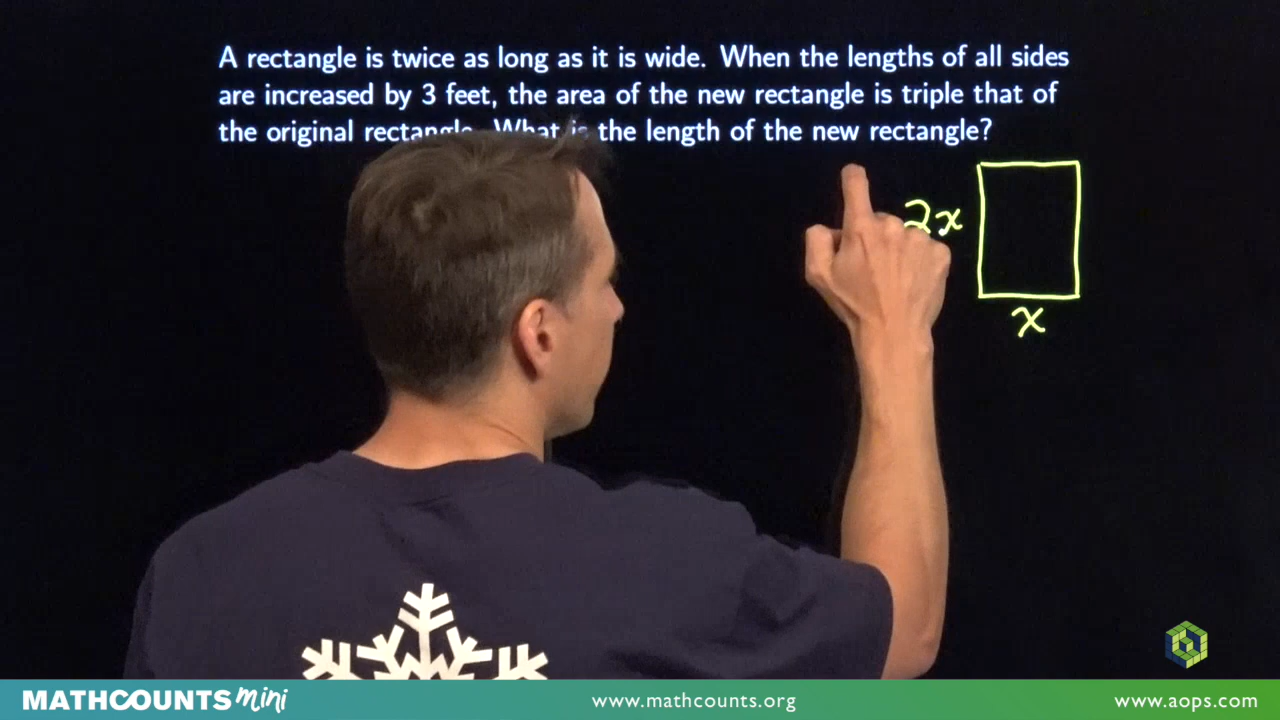 A rectangle is twice as long as it is wide. When the lengths of all sides
are increased by 3 feet, the area of the new rectangle is triple that of
the original rectangle. What is the length of the new rectangle?
2x
x
MATHCOUNTS mini
www.mathcounts.org
www.aops.com